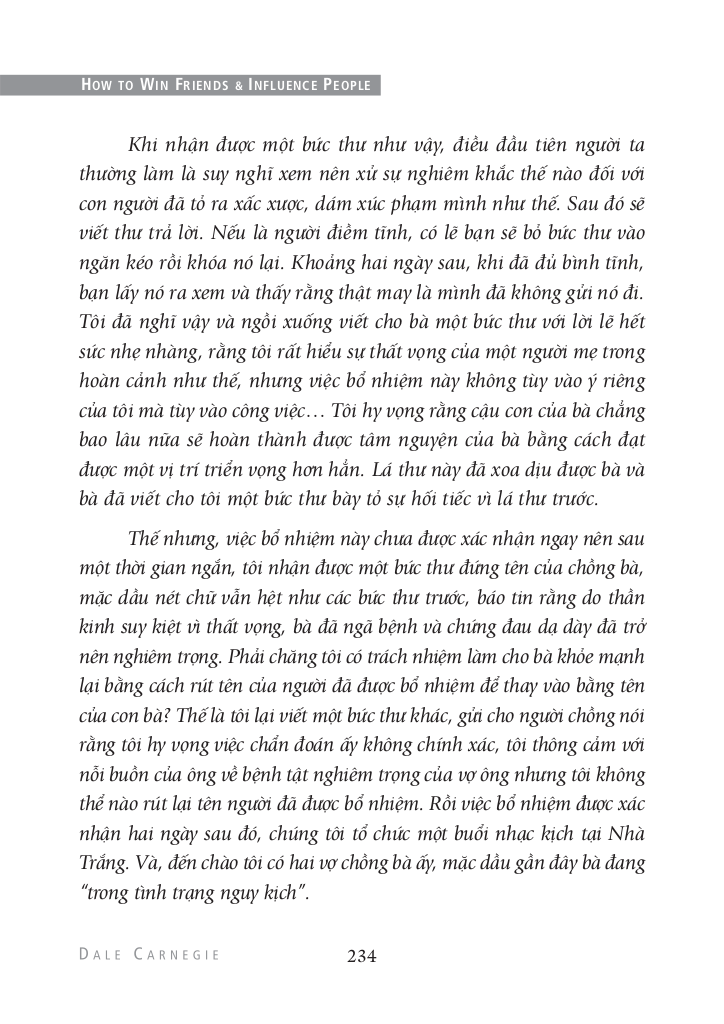 HOW TO WIN FRIENDS & INFLUENCE PEOPLE
Khi nhận được một bức thư như vậy, điều đầu tiên người ta
thường làm là suy nghĩ xem nên xử sự nghiêm khắc thế nào đối với
con người đã tỏ ra xấc xược, dám xúc phạm mình như thế. Sau đó sẽ
viết thư trả lời. Nếu là người điềm tĩnh, có lẽ bạn sẽ bỏ bức thư vào
ngăn kéo rồi khóa nó lại. Khoảng hai ngày sau, khi đã đủ bình tĩnh,
bạn lấy nó ra xem và thấy rằng thật may là mình đã không gửi nó đi.
Tôi đã nghĩ vậy và ngồi xuống viết cho bà một bức thư với lời lẽ hết
sức nhẹ nhàng, rằng tôi rất hiểu sự thất vọng của một người mẹ trong
hoàn cảnh như thế, nhưng việc bổ nhiệm này không tùy vào ý riêng
của tôi mà tùy vào công việc… Tôi hy vọng rằng cậu con của bà chẳng
bao lâu nữa sẽ hoàn thành được tâm nguyện của bà bằng cách đạt
được một vị trí triển vọng hơn hẳn. Lá thư này đã xoa dịu được bà và
bà đã viết cho tôi một bức thư bày tỏ sự hối tiếc vì lá thư trước.
Thế nhưng, việc bổ nhiệm này chưa được xác nhận ngay nên sau
một thời gian ngắn, tôi nhận được một bức thư đứng tên của chồng bà,
mặc dầu nét chữ vẫn hệt như các bức thư trước, báo tin rằng do thần
kinh suy kiệt vì thất vọng, bà đã ngã bệnh và chứng đau dạ dày đã trở
nên nghiêm trọng. Phải chăng tôi có trách nhiệm làm cho bà khỏe mạnh
lại bằng cách rút tên của người đã được bổ nhiệm để thay vào bằng tên
của con bà? Thế là tôi lại viết một bức thư khác, gửi cho người chồng nói
rằng tôi hy vọng việc chẩn đoán ấy không chính xác, tôi thông cảm với
nỗi buồn của ông về bệnh tật nghiêm trọng của vợ ông nhưng tôi không
thể nào rút lại tên người đã được bổ nhiệm. Rồi việc bổ nhiệm được xác
nhận hai ngày sau đó, chúng tôi tổ chức một buổi nhạc kịch tại Nhà
Trắng. Và, đến chào tôi có hai vợ chồng bà ấy, mặc dầu gần đây bà đang
“trong tình trạng nguy kịch”.
DALE CARNEGIE 234